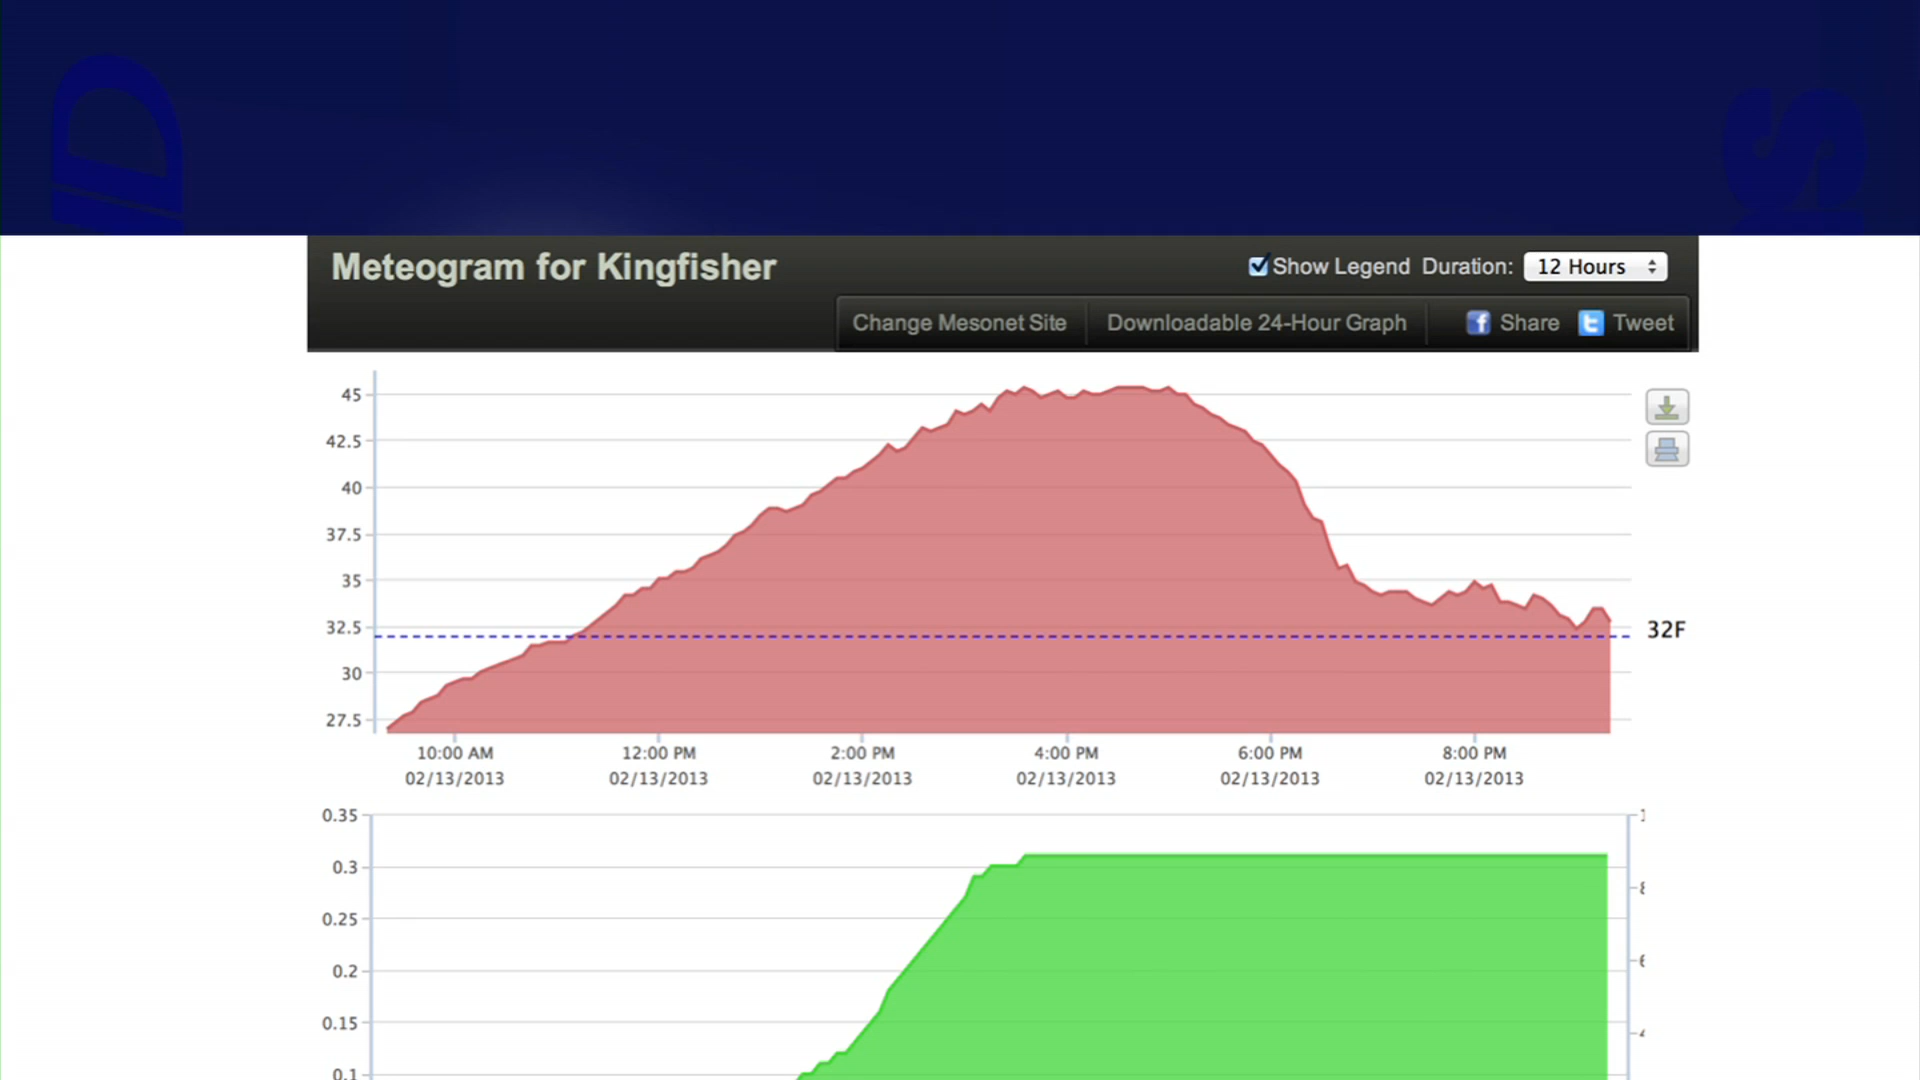 D
S
Meteogram for Kingfisher
Show Legend Duration: 12 Hours
Change Mesonet Site Downloadable 24-Hour Graph Share Tweet
45
42.5
40
37.5
35
32.5
30
27.5
32F
10:00 AM 12:00 PM 2:00 PM 4:00 PM 6:00 PM 8:00 PM
02/13/2013 02/13/2013 02/13/2013 02/13/2013 02/13/2013 02/13/2013
0.35
0.3
0.25
0.2
0.15
0.1